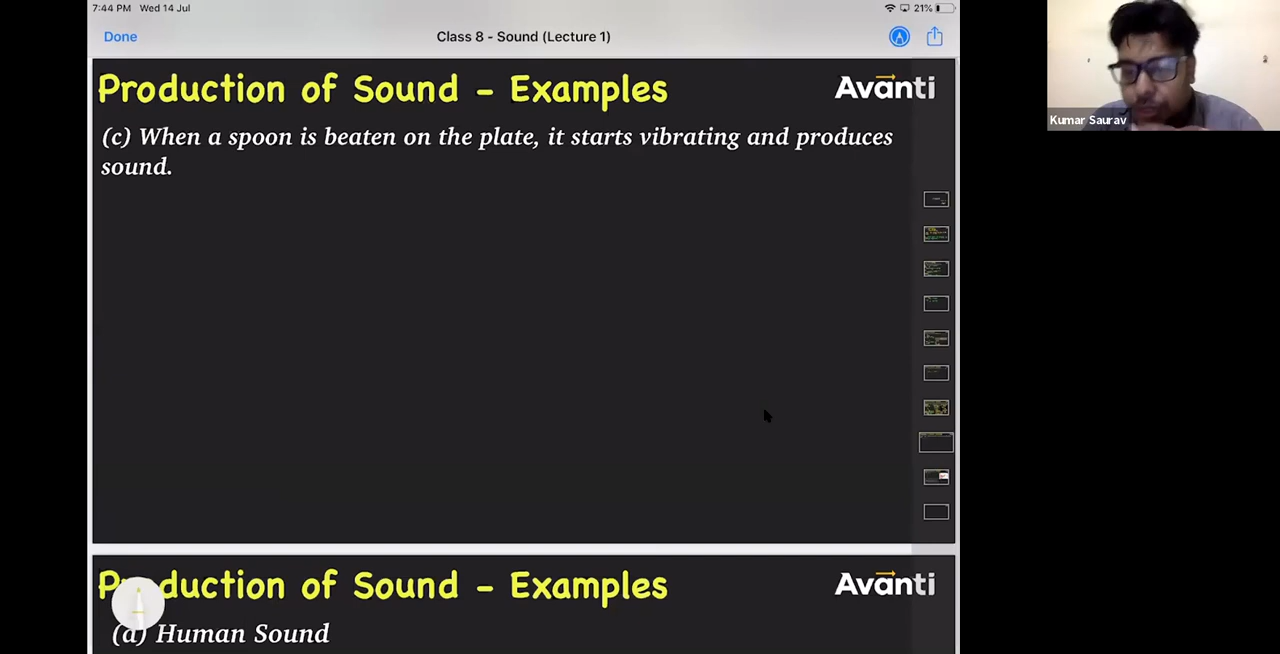 7:44 PM Wed 14 Jul
21%
Done
Class 8 - Sound (Lecture 1)
Production of Sound - Examples
Avanti
(c) When a spoon is beaten on the plate, it starts vibrating and produces
sound.
Kumar Saurav
Production of Sound - Examples
Avanti
(d) Human Sound